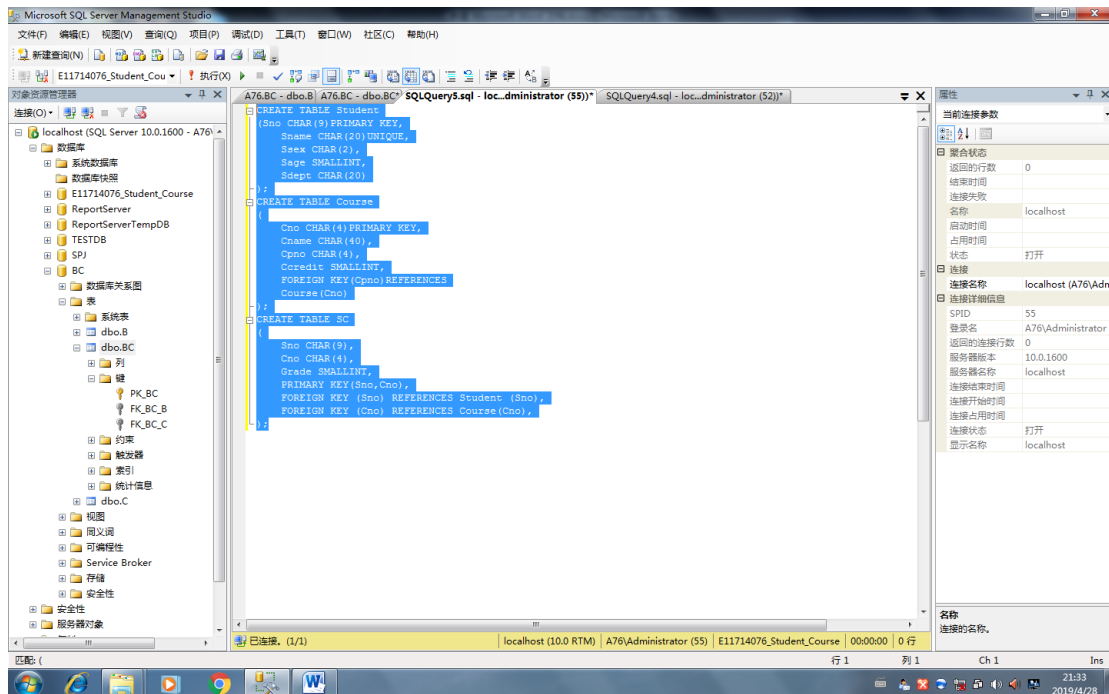 Microsoft SQL Server Management Studio
文件(F) 编辑(E) 视图(V) 查询(Q) 项目(P) 调试(D) 工具(T) 窗口(W) 社区(C) 帮助(H)
新建查询(N)
E11714076_Student_Cou 执行(X)
对象资源管理器
连接(O)
localhost (SQL Server 10.0.1600 - A76\
数据库
系统数据库
数据库快照
E11714076_Student_Course
ReportServer
ReportServerTempDB
TESTDB
SPJ
BC
数据库关系图
表
系统表
dbo.B
dbo.BC
列
键
PK_BC
FK_BC_B
FK_BC_C
约束
触发器
索引
统计信息
dbo.C
视图
同义词
可编程性
Service Broker
存储
安全性
安全性
服务器对象
A76.BC - dbo.B A76.BC - dbo.BC* SQLQuery5.sql - loc...dministrator (55))* SQLQuery4.sql - loc...dministrator (52))*
CREATE TABLE Student
(Sno CHAR(9)PRIMARY KEY,
Sname CHAR(20)UNIQUE,
Ssex CHAR(2),
Sage SMALLINT,
Sdept CHAR(20)
);
CREATE TABLE Course
(
Cno CHAR(4)PRIMARY KEY,
Cname CHAR(40),
Cpno CHAR(4),
Ccredit SMALLINT,
FOREIGN KEY(Cpno)REFERENCES
Course(Cno)
);
CREATE TABLE SC
(
Sno CHAR(9),
Cno CHAR(4),
Grade SMALLINT,
PRIMARY KEY(Sno,Cno),
FOREIGN KEY (Sno) REFERENCES Student (Sno),
FOREIGN KEY (Cno) REFERENCES Course(Cno),
);
已连接。(1/1) localhost (10.0 RTM) A76\Administrator (55) E11714076_Student_Course 00:00:00 0 行
属性
当前连接参数
聚合状态
返回的行数 0
结束时间
连接失败
名称 localhost
启动时间
占用时间
状态 打开
连接
连接名称 localhost (A76\Adn
连接详细信息
SPID 55
登录名 A76\Administrator
返回的连接行数 0
服务器版本 10.0.1600
服务器名称 localhost
连接结束时间
连接开始时间
连接占用时间
连接状态 打开
显示名称 localhost
名称
连接的名称。
匹配: ( 行 1 列 1 Ch 1 Ins
21:33
2019/4/28